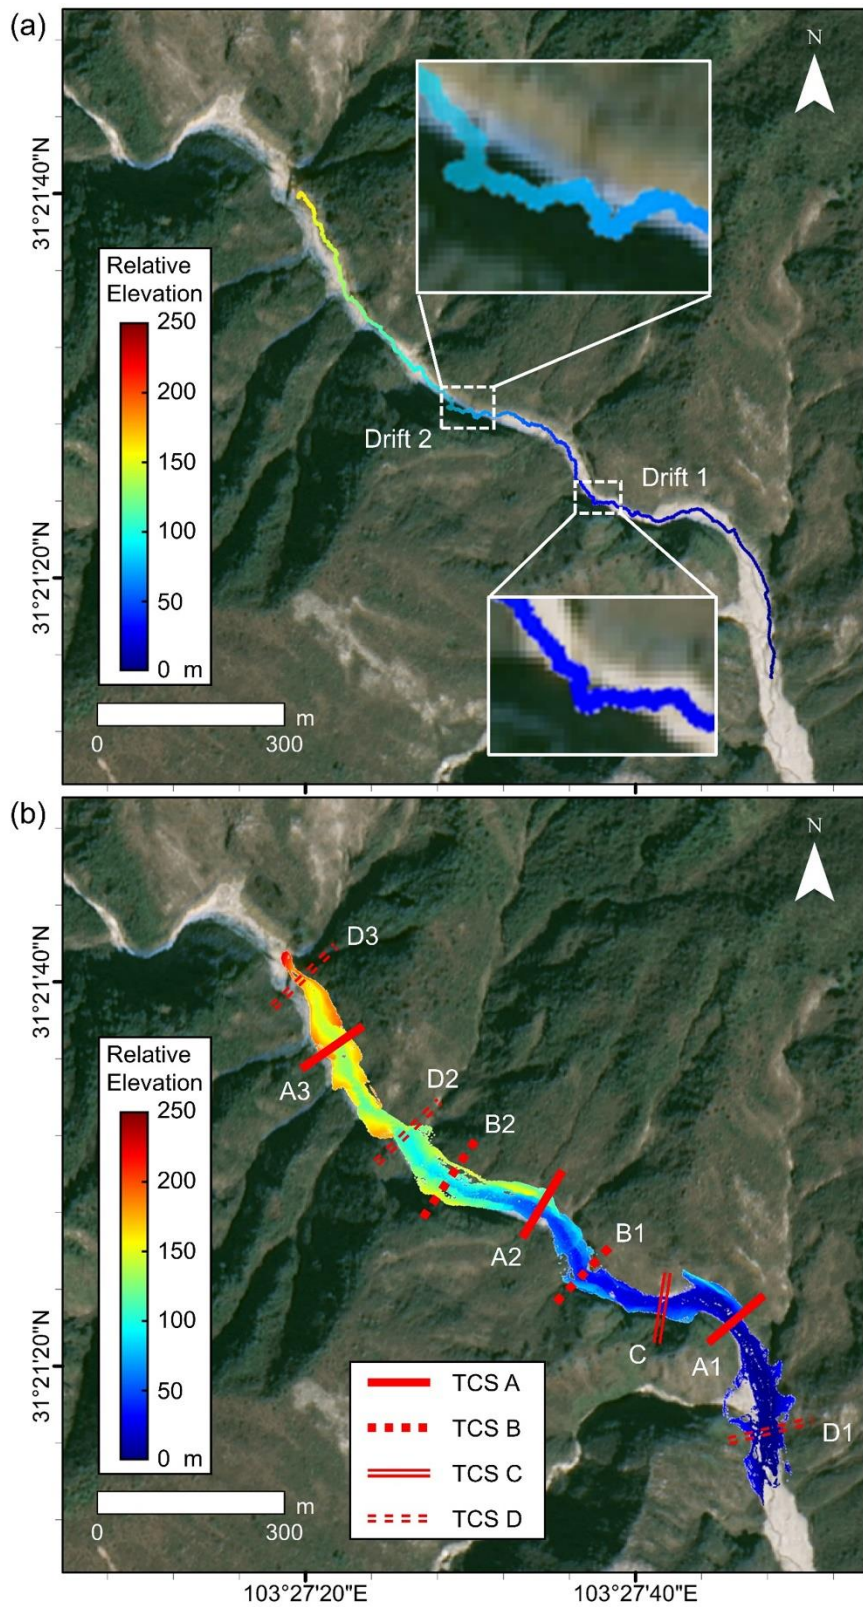 (a)
N
31°21'40"N
Relative
Elevation
250
200
150
100
50
0 m
Drift 2
Drift 1
31°21'20"N
m
0 300
(b)
N
D3
31°21'40"N
Relative
Elevation
250
200
150
100
50
0 m
A3
D2
B2
A2
B1
C
A1
D1
31°21'20"N
TCS A
TCS B
TCS C
TCS D
m
0 300
103°27'20"E 103°27'40"E